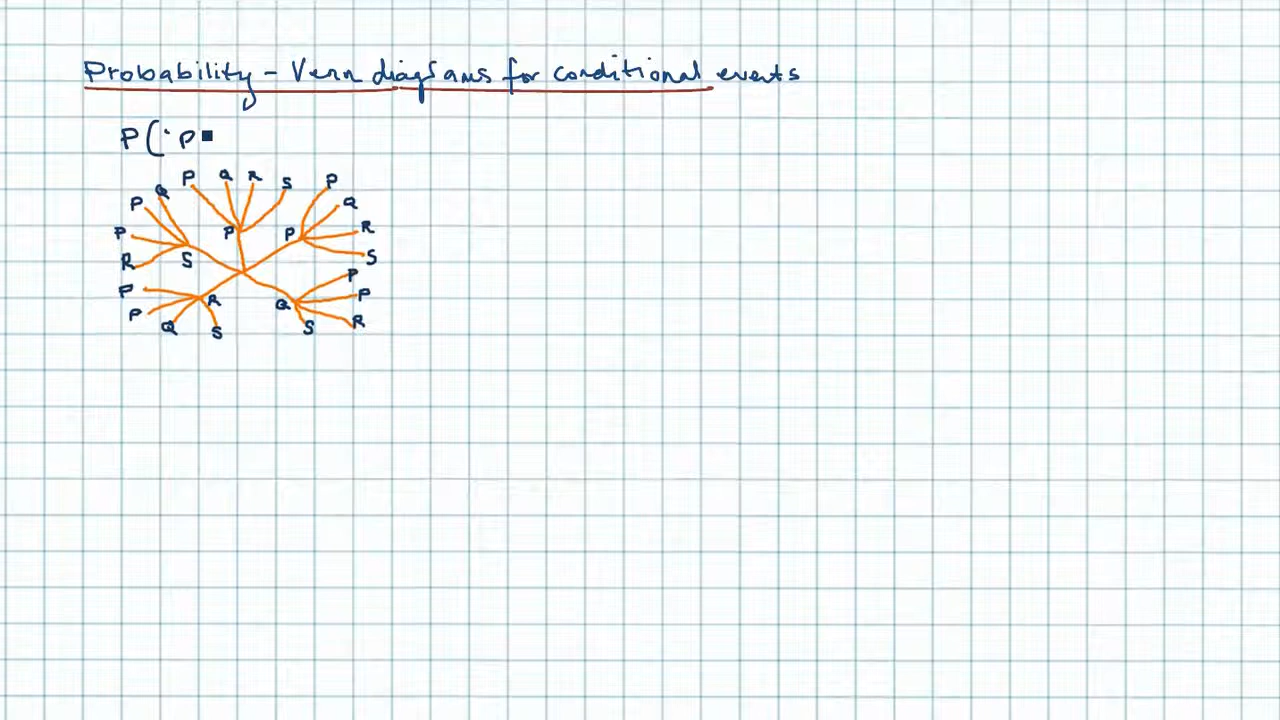 Probability - Venn diagrams for conditional events
P('P
P Q R S P
P Q Q
P P P R
R S S
P P
P R Q P
Q S S R